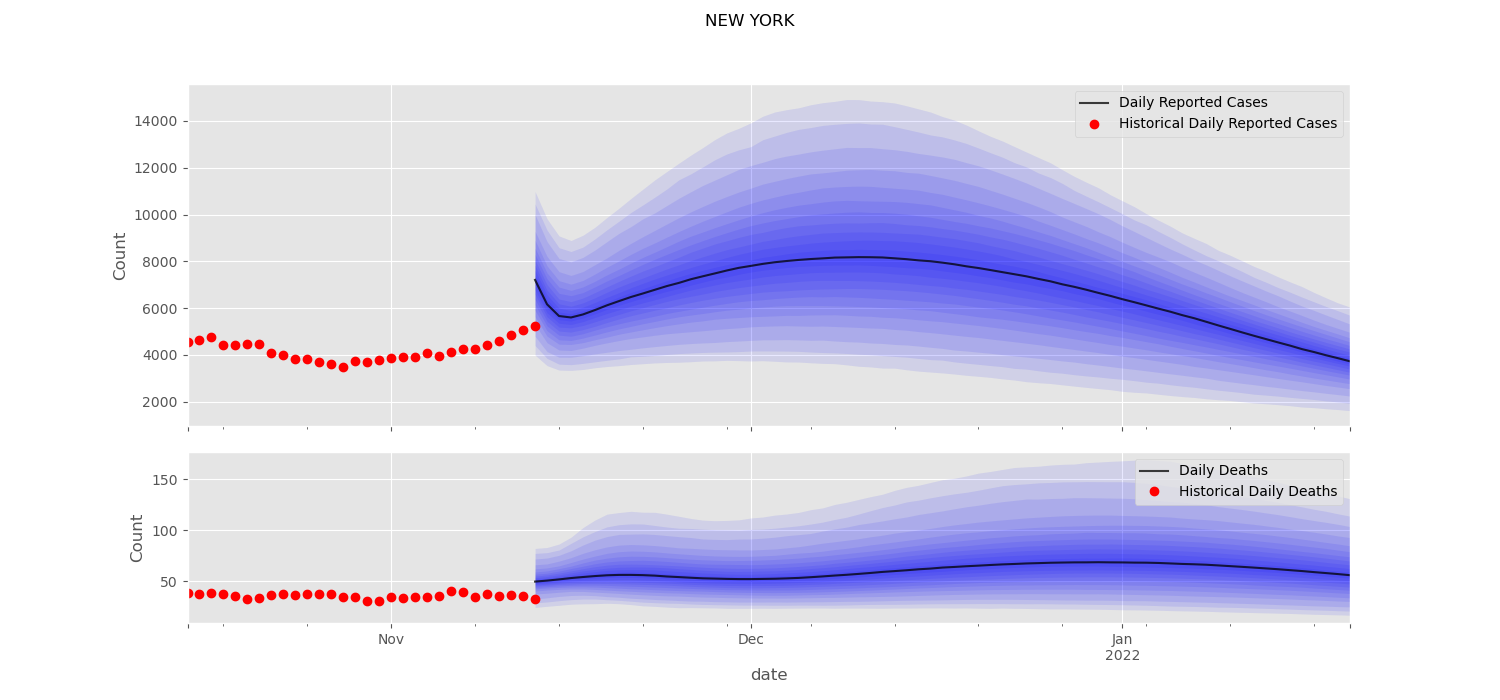 NEW YORK
Daily Reported Cases
Historical Daily Reported Cases
14000
12000
10000
8000
6000
4000
2000
Count
Daily Deaths
Historical Daily Deaths
150
100
50
Count
Nov
Dec
Jan
2022
date